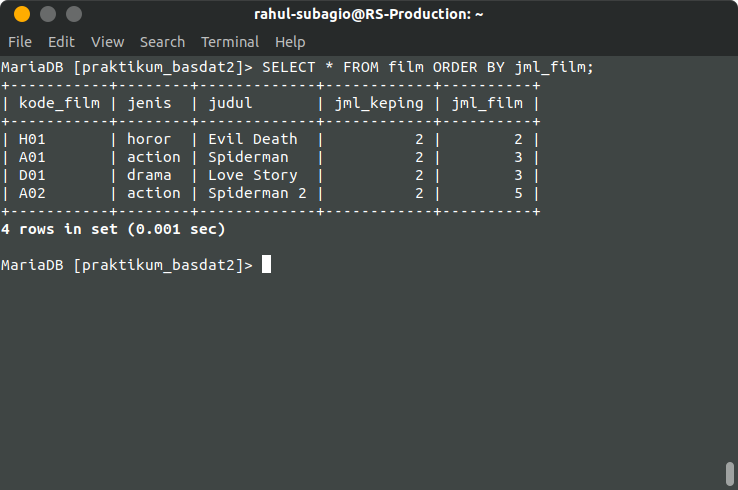 rahul-subagio@RS-Production: ~
File Edit View Search Terminal Help
MariaDB [praktikum_basdat2]> SELECT * FROM film ORDER BY jml_film;
+-----------+--------+-------------+------------+----------+
| kode_film | jenis  | judul       | jml_keping | jml_film |
+-----------+--------+-------------+------------+----------+
| H01       | horor  | Evil Death  |          2 |        2 |
| A01       | action | Spiderman   |          2 |        3 |
| D01       | drama  | Love Story  |          2 |        3 |
| A02       | action | Spiderman 2 |          2 |        5 |
+-----------+--------+-------------+------------+----------+
4 rows in set (0.001 sec)
MariaDB [praktikum_basdat2]>